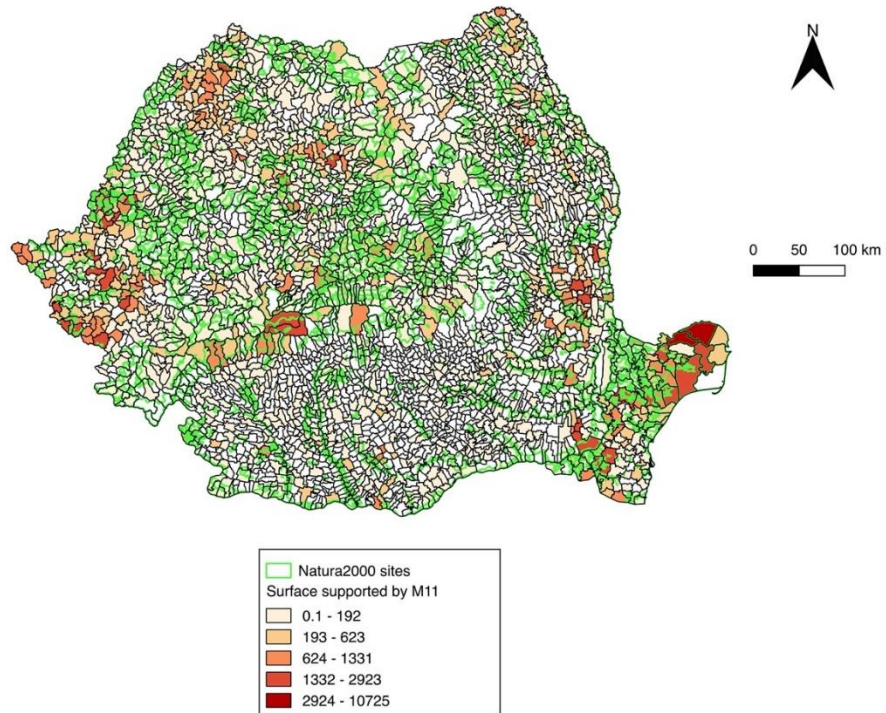 N
0 50 100 km
Natura2000 sites
Surface supported by M11
0.1 - 192
193 - 623
624 - 1331
1332 - 2923
2924 - 10725